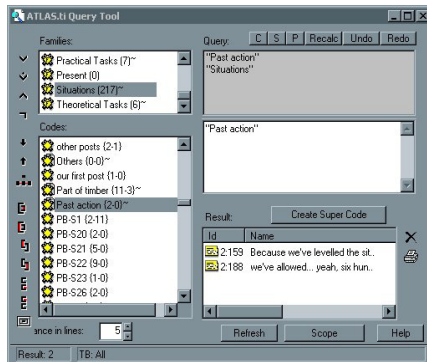 ATLAS.ti Query Tool
Families:
Practical Tasks (7)~
Present (0)
Situations (217)~
Theoretical Tasks (6)~
Codes:
other posts {2-1}
Others {0-0}~
our first post {1-0}
Part of timber {11-3}~
Past action {2-0}~
PB-S1 {2-11}
PB-S20 {2-0}
PB-S21 {5-0}
PB-S22 {9-0}
PB-S23 {1-0}
PB-S26 {2-0}
ance in lines: 5
Query: C S P Recalc Undo Redo
"Past action"
"Situations"
"Past action"
Result: Create Super Code
Id Name
2:159 Because we've levelled the sit..
2:188 we've allowed... yeah, six hun..
Refresh Scope Help
Result: 2 TB: All